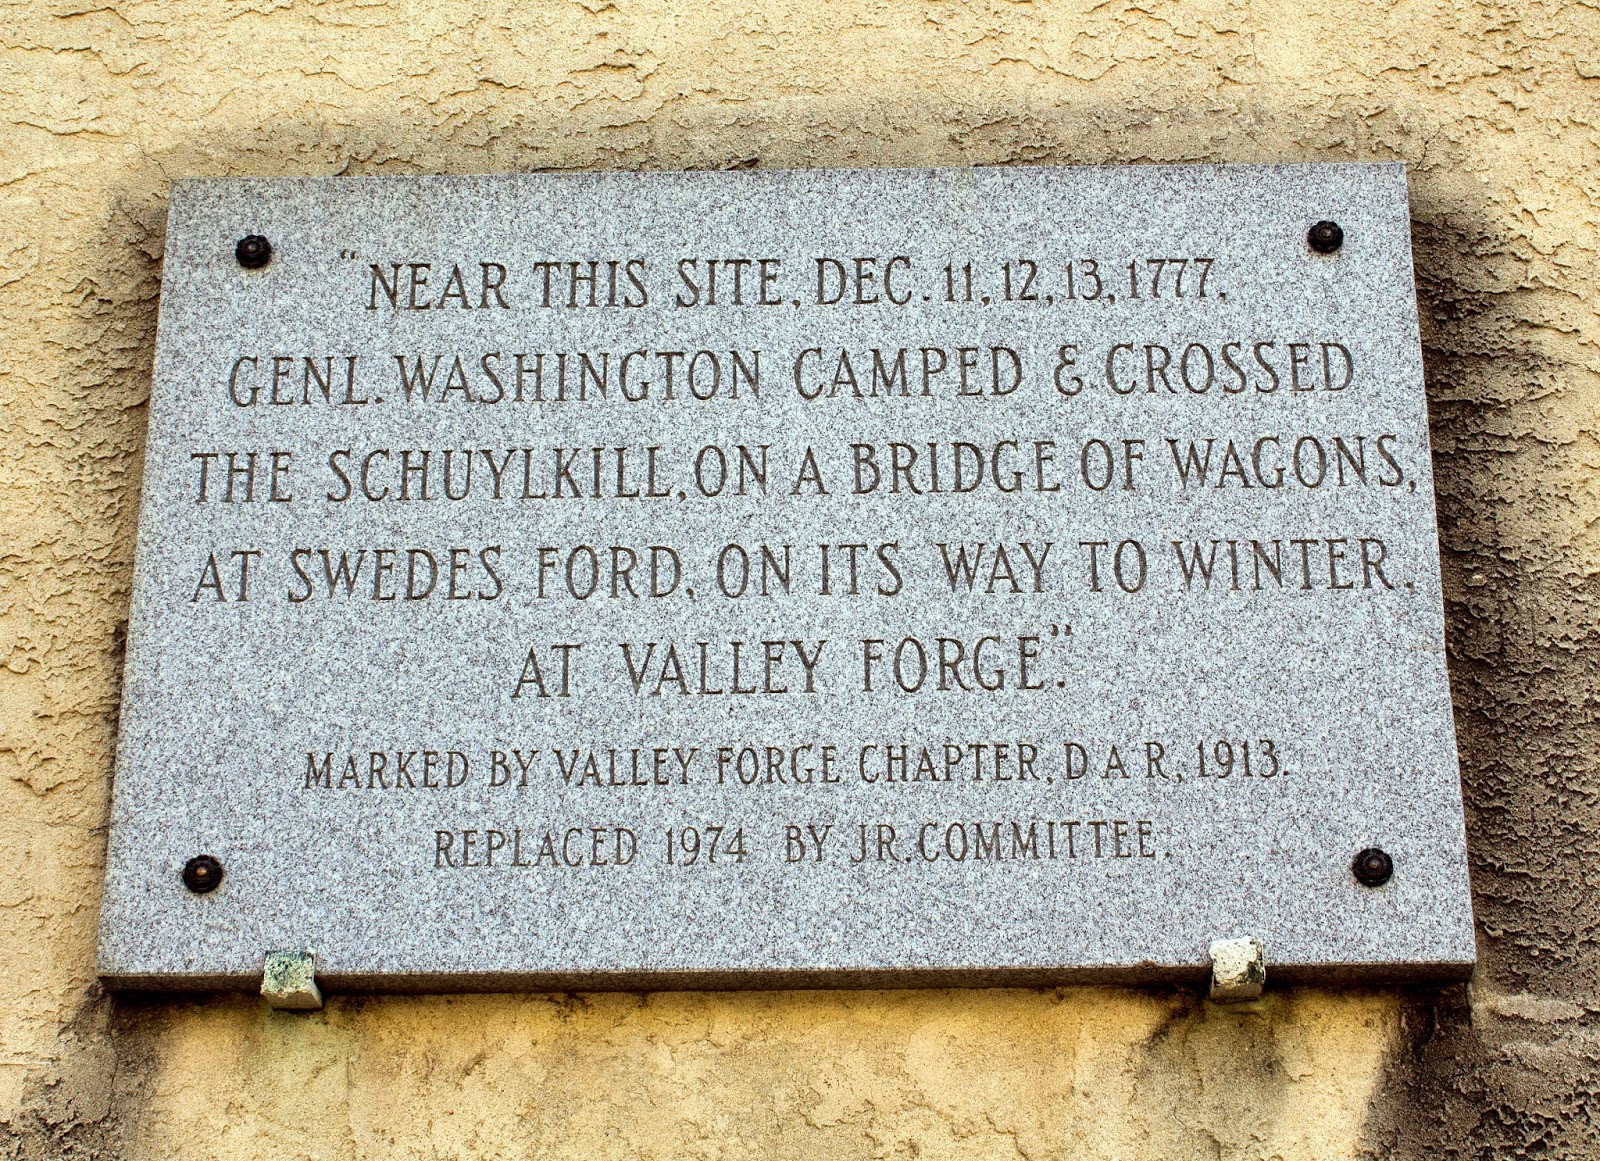 "NEAR THIS SITE, DEC. 11, 12, 13, 1777,
GENL. WASHINGTON CAMPED & CROSSED
THE SCHUYLKILL, ON A BRIDGE OF WAGONS,
AT SWEDES FORD, ON ITS WAY TO WINTER,
AT VALLEY FORGE."
MARKED BY VALLEY FORGE CHAPTER, D A R, 1913.
REPLACED 1974 BY JR. COMMITTEE.